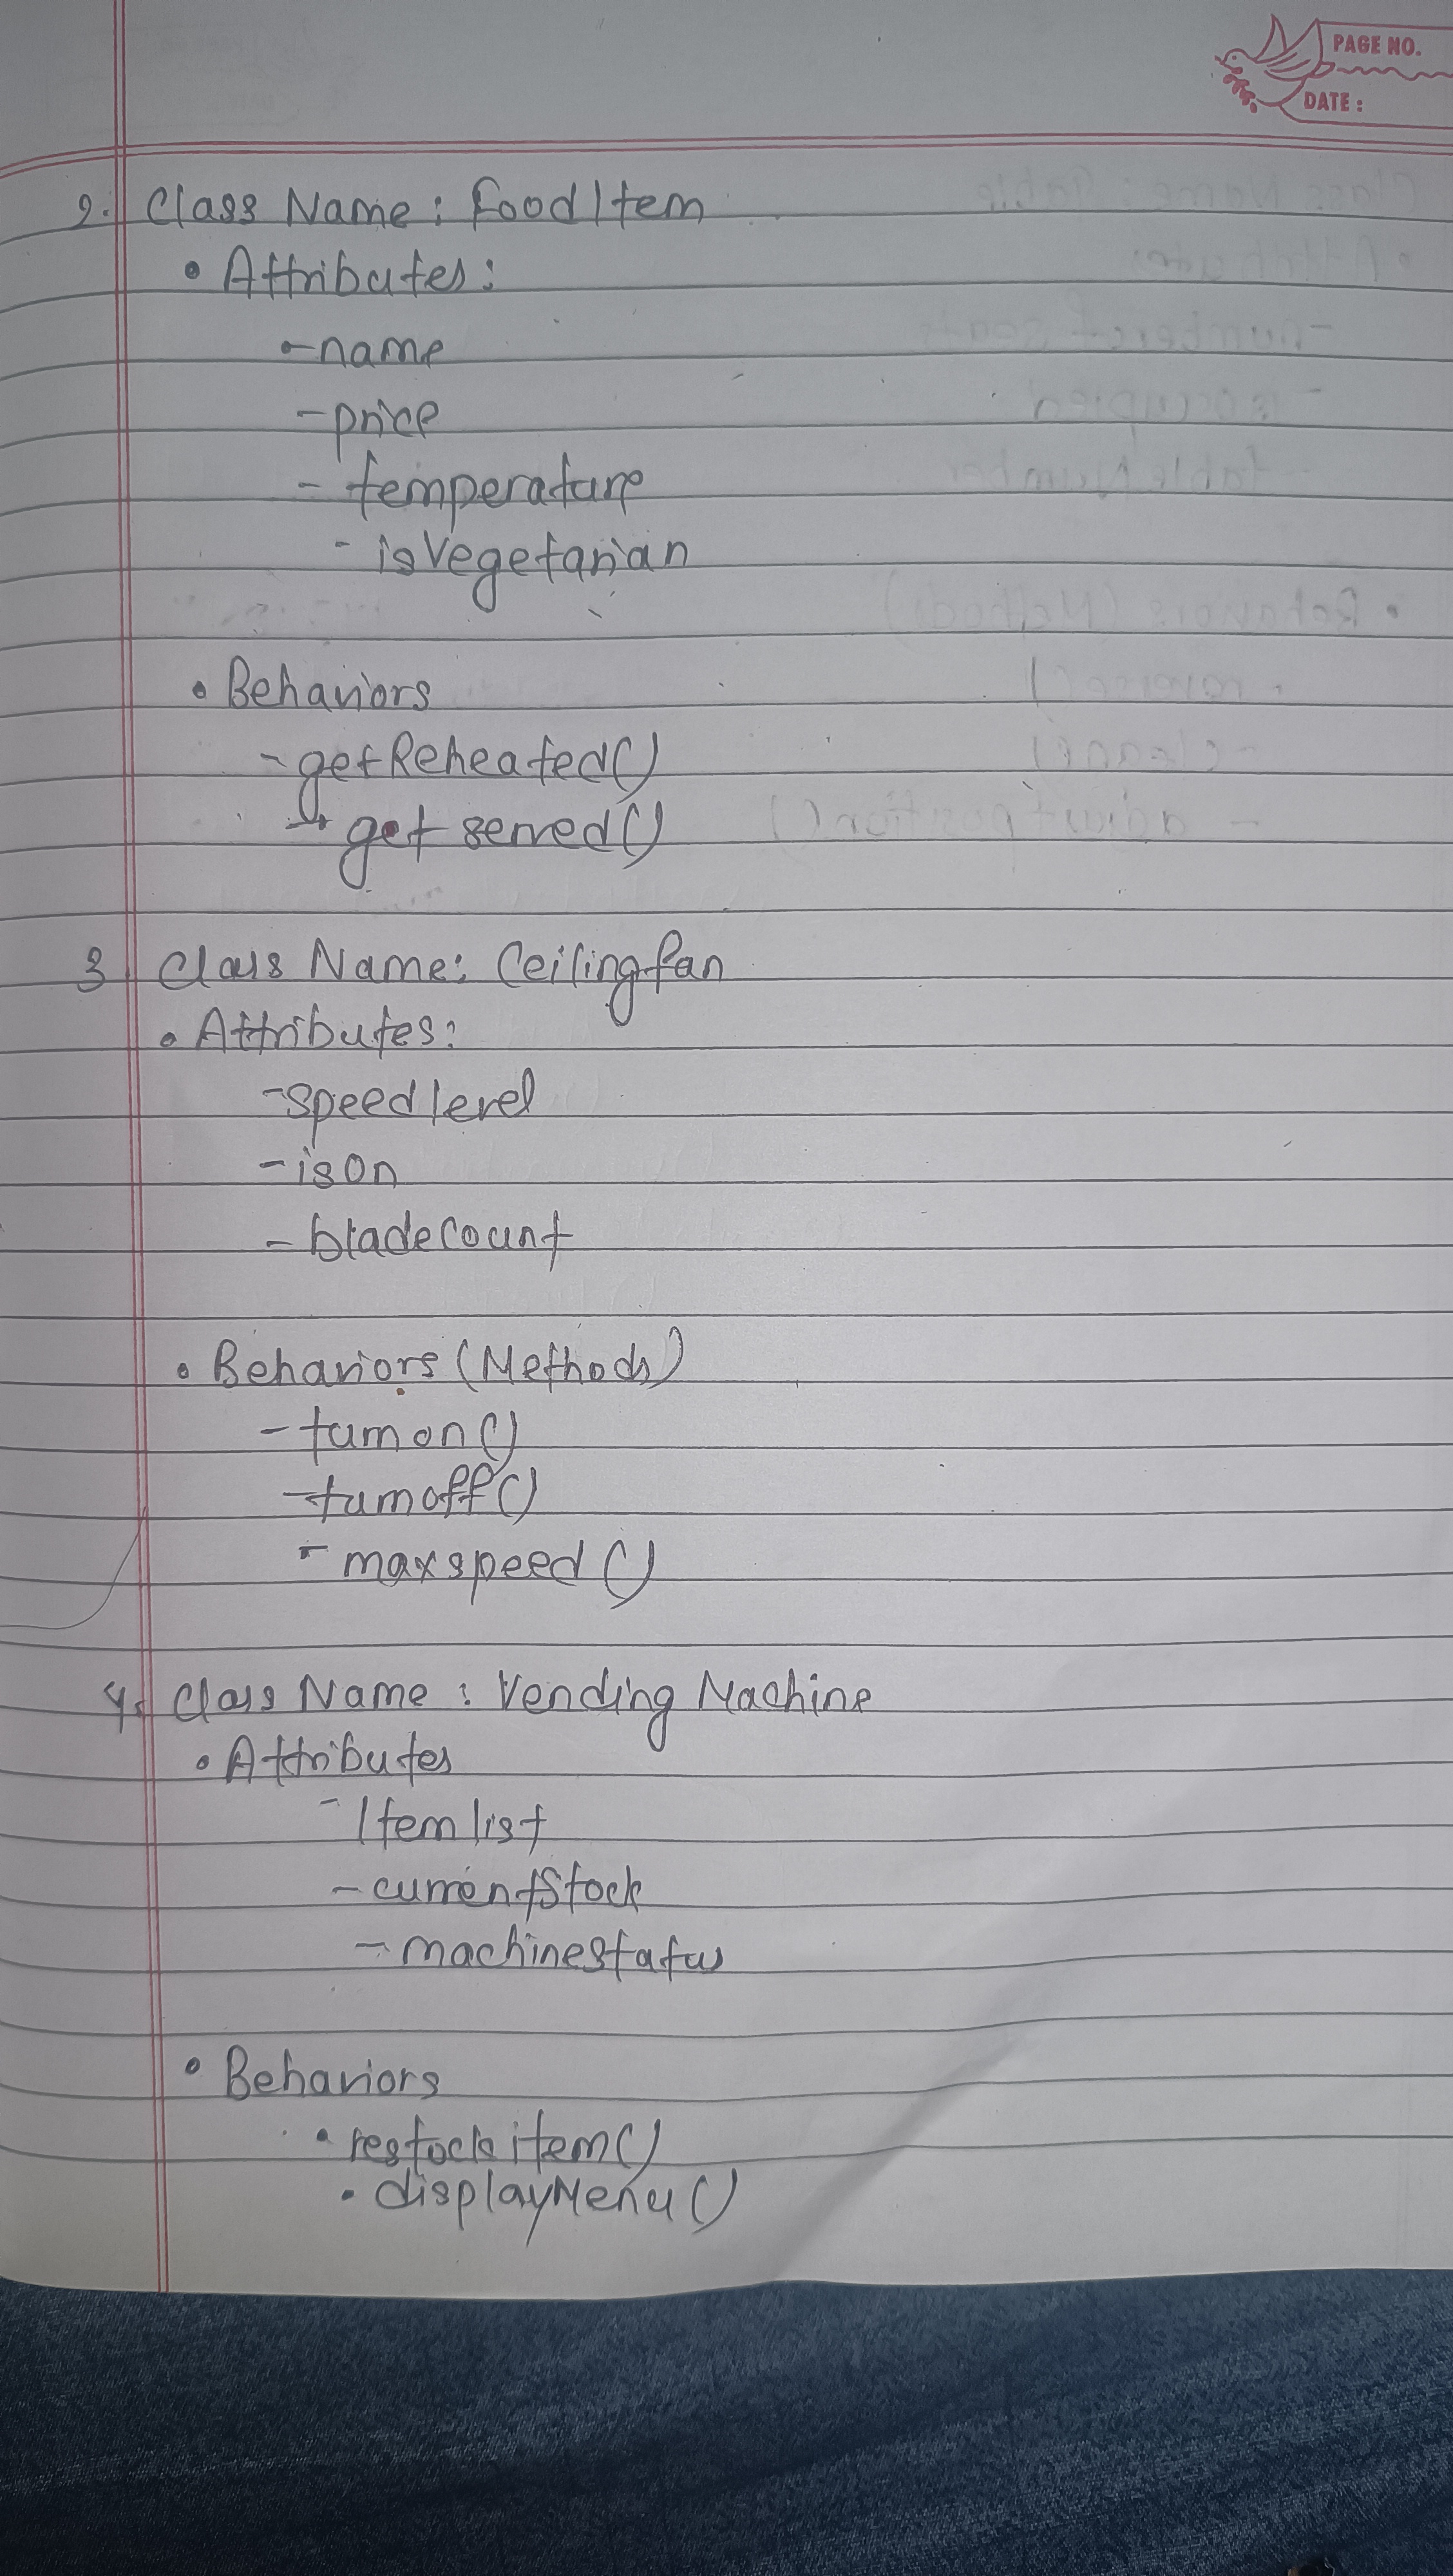 PAGE NO.
DATE :
2. Class Name : FoodItem
• Attributes :
- name
- price
- temperature
- isVegetarian
• Behaviors
- getReheated()
- get served()
3 Class Name: Ceilingfan
• Attributes :
- speedlevel
- isOn
- bladeCount
• Behaviors (Methods)
- turnon()
- turnoff()
- maxspeed()
4. Class Name : Vending Machine
• Attributes
- Itemlist
- currentStock
- machinestatus
• Behaviors
• restockitem()
• displayMenu()